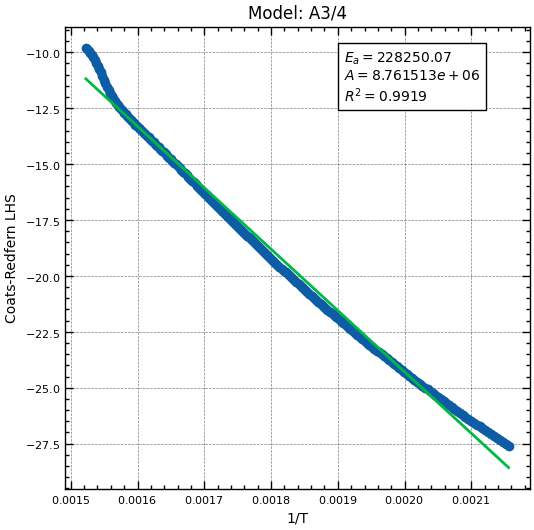 Model: A3/4
Eₐ = 228250.07
A = 8.761513e + 06
R² = 0.9919
Coats-Redfern LHS
−10.0
−12.5
−15.0
−17.5
−20.0
−22.5
−25.0
−27.5
0.0015 0.0016 0.0017 0.0018 0.0019 0.0020 0.0021
1/T